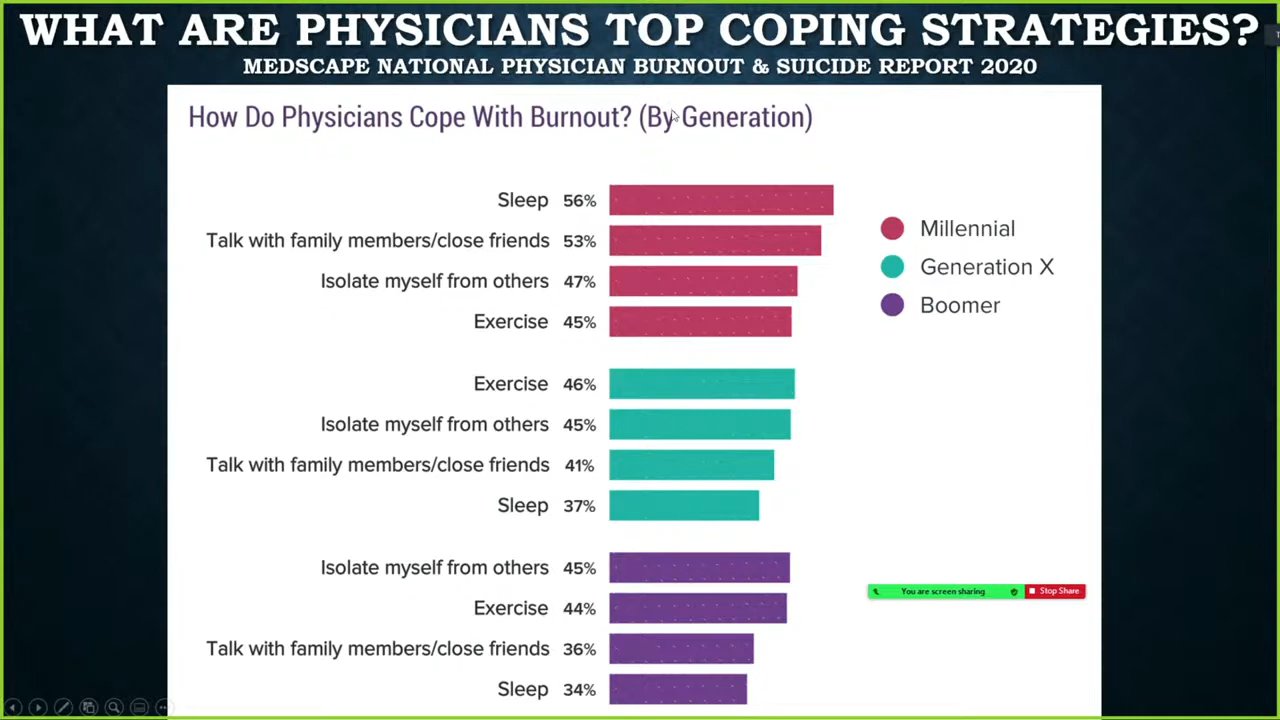 WHAT ARE PHYSICIANS TOP COPING STRATEGIES?
MEDSCAPE NATIONAL PHYSICIAN BURNOUT & SUICIDE REPORT 2020
How Do Physicians Cope With Burnout? (By Generation)
Sleep 56%
Talk with family members/close friends 53%
Isolate myself from others 47%
Exercise 45%
Millennial
Generation X
Boomer
Exercise 46%
Isolate myself from others 45%
Talk with family members/close friends 41%
Sleep 37%
Isolate myself from others 45%
Exercise 44%
Talk with family members/close friends 36%
Sleep 34%
You are screen sharing
Stop Share